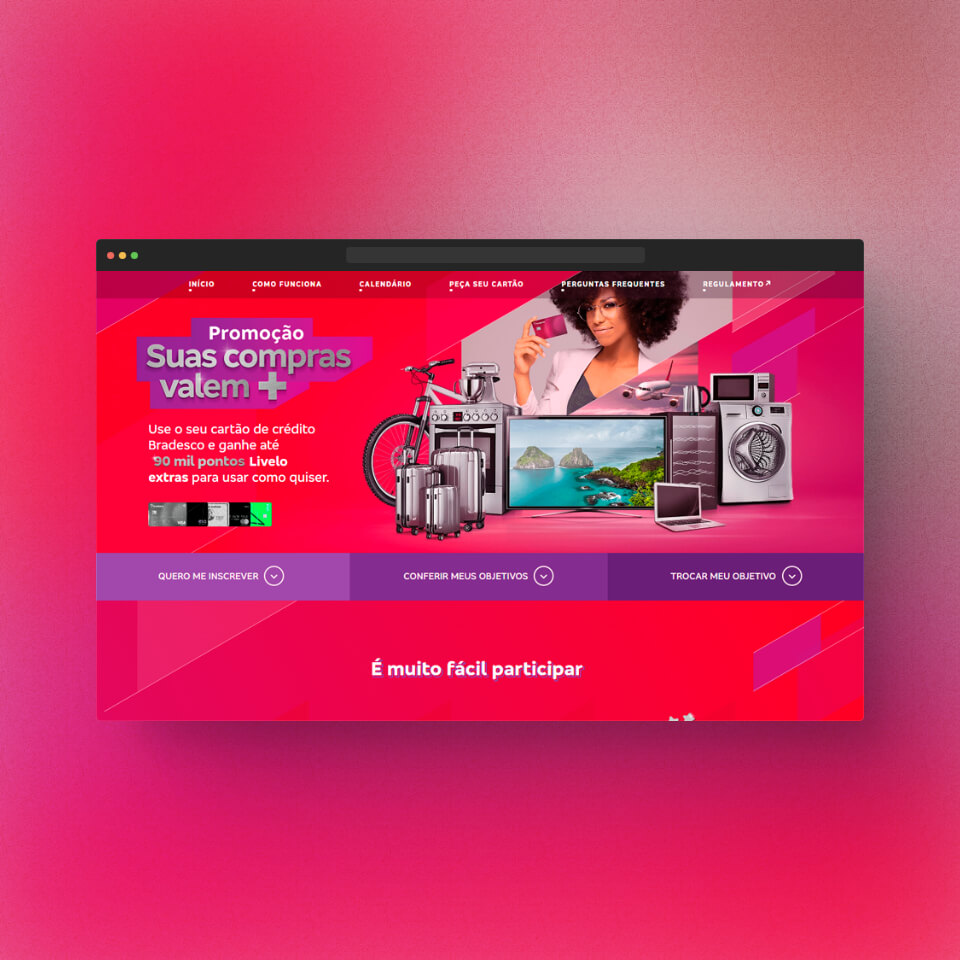 INÍCIO
COMO FUNCIONA
CALENDÁRIO
PEÇA SEU CARTÃO
PERGUNTAS FREQUENTES
REGULAMENTO
Promoção
Suas compras
valem +
Use o seu cartão de crédito
Bradesco e ganhe até
90 mil pontos Livelo
extras para usar como quiser.
VISA
QUERO ME INSCREVER
CONFERIR MEUS OBJETIVOS
TROCAR MEU OBJETIVO
É muito fácil participar